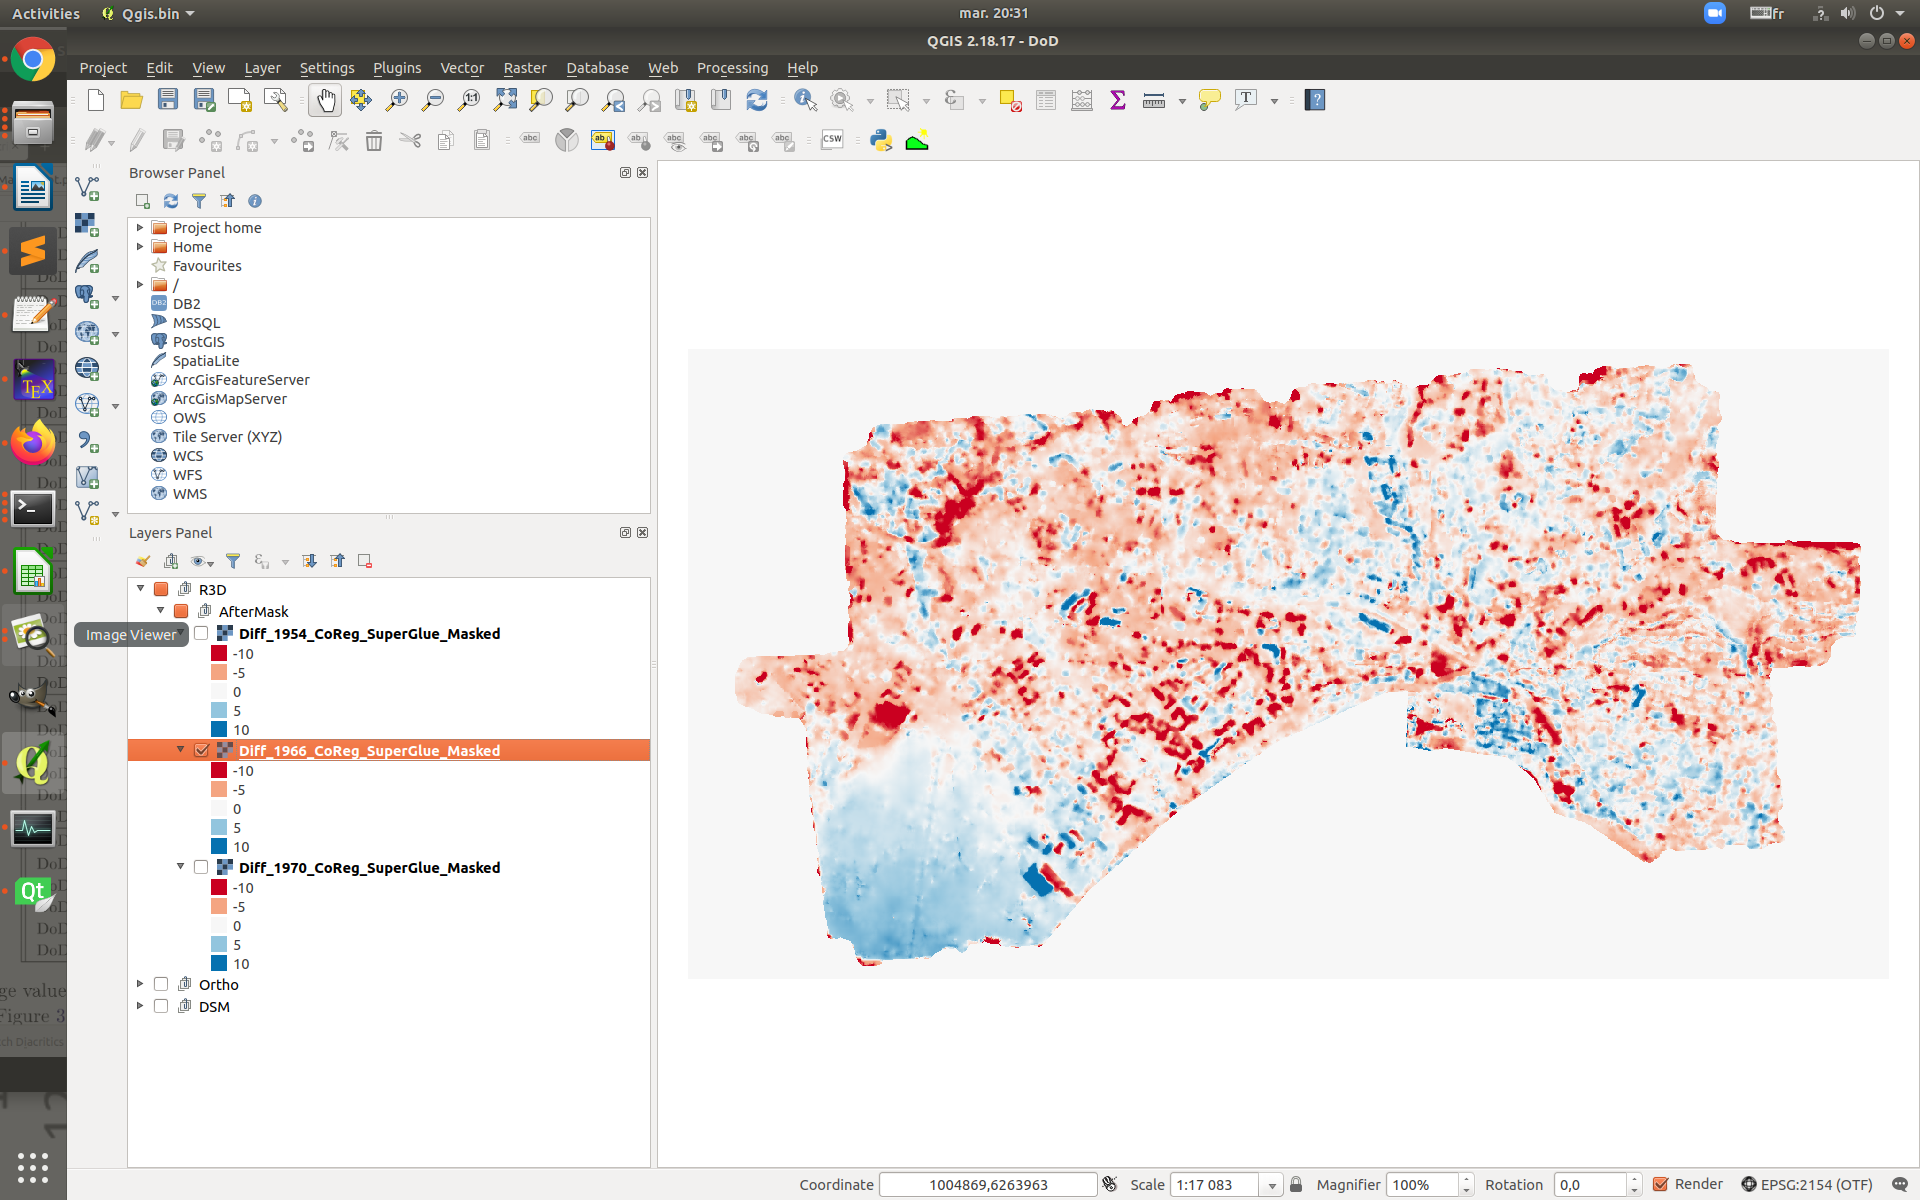 Activities Qgis.bin mar. 20:31 fr
QGIS 2.18.17 - DoD
Project Edit View Layer Settings Plugins Vector Raster Database Web Processing Help
Browser Panel
Project home
Home
Favourites
/
DB2
MSSQL
PostGIS
SpatiaLite
ArcGisFeatureServer
ArcGisMapServer
OWS
Tile Server (XYZ)
WCS
WFS
WMS
Layers Panel
R3D
AfterMask
Image Viewer
Diff_1954_CoReg_SuperGlue_Masked
-10
-5
0
5
10
Diff_1966_CoReg_SuperGlue_Masked
-10
-5
0
5
10
Diff_1970_CoReg_SuperGlue_Masked
-10
-5
0
5
10
Ortho
DSM
ge value
Figure 3
Coordinate 1004869,6263963 Scale 1:17 083 Magnifier 100% Rotation 0,0 Render EPSG:2154 (OTF)